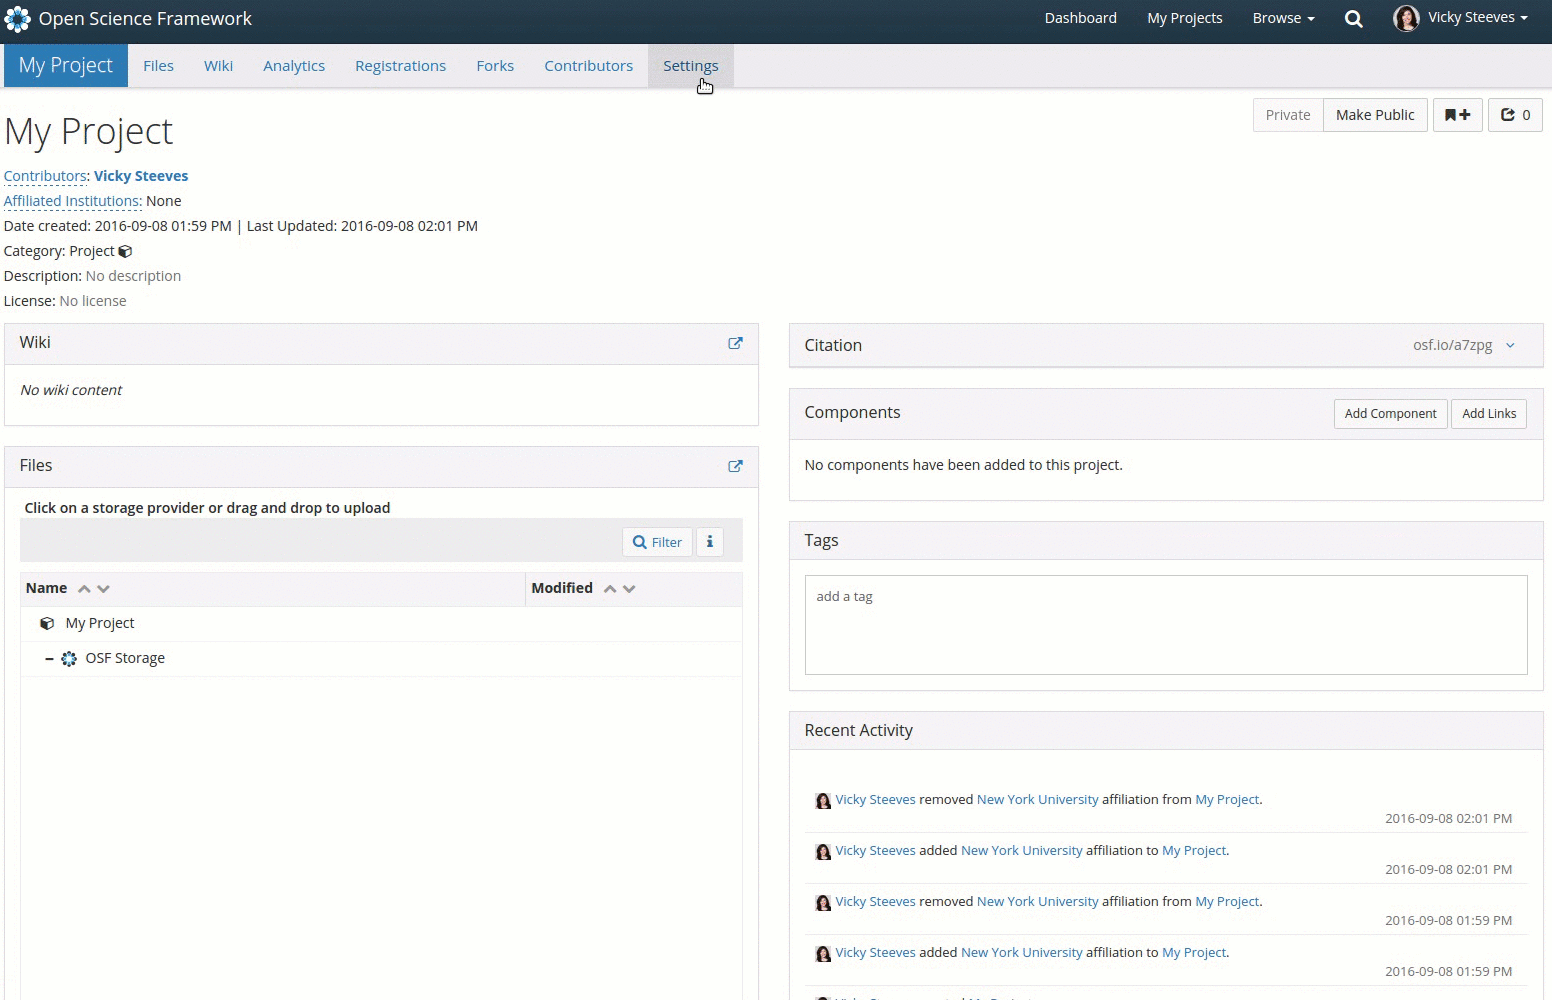 Open Science Framework
Dashboard My Projects Browse Vicky Steeves
My Project Files Wiki Analytics Registrations Forks Contributors Settings
Private Make Public 0
My Project
Contributors: Vicky Steeves
Affiliated Institutions: None
Date created: 2016-09-08 01:59 PM | Last Updated: 2016-09-08 02:01 PM
Category: Project
Description: No description
License: No license
Wiki
No wiki content
Files
Click on a storage provider or drag and drop to upload
Filter
Name Modified
My Project
OSF Storage
Citation osf.io/a7zpg
Components Add Component Add Links
No components have been added to this project.
Tags
add a tag
Recent Activity
Vicky Steeves removed New York University affiliation from My Project.
2016-09-08 02:01 PM
Vicky Steeves added New York University affiliation to My Project.
2016-09-08 02:01 PM
Vicky Steeves removed New York University affiliation from My Project.
2016-09-08 01:59 PM
Vicky Steeves added New York University affiliation to My Project.
2016-09-08 01:59 PM